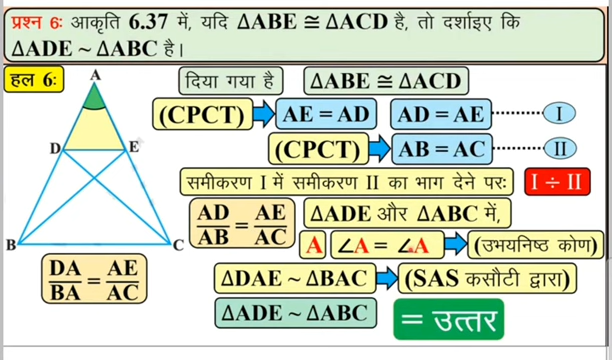 प्रश्न 6: आकृति 6.37 में, यदि ΔABE ≅ ΔACD है, तो दर्शाइए कि
ΔADE ~ ΔABC है।
हल 6:
दिया गया है ΔABE ≅ ΔACD
(CPCT) AE = AD AD = AE I
(CPCT) AB = AC II
समीकरण I में समीकरण II का भाग देने पर: I ÷ II
AD/AB = AE/AC ΔADE और ΔABC में,
A ∠A = ∠A (उभयनिष्ठ कोण)
ΔDAE ~ ΔBAC (SAS कसौटी द्वारा)
ΔADE ~ ΔABC = उत्तर
A
D E
B C
DA/BA = AE/AC